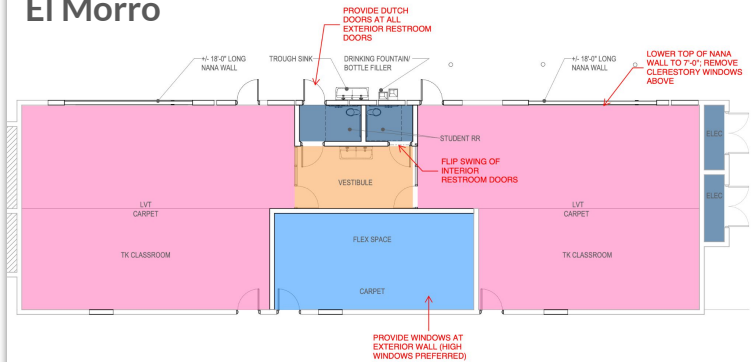 El Morro
PROVIDE DUTCH
DOORS AT ALL
EXTERIOR RESTROOM
DOORS
+/- 18'-0" LONG
NANA WALL
TROUGH SINK
DRINKING FOUNTAIN/
BOTTLE FILLER
+/- 18'-0" LONG
NANA WALL
LOWER TOP OF NANA
WALL TO 7'-0"; REMOVE
CLERESTORY WINDOWS
ABOVE
STUDENT RR
ELEC
FLIP SWING OF
INTERIOR
RESTROOM DOORS
VESTIBULE
ELEC
LVT
CARPET
LVT
CARPET
FLEX SPACE
TK CLASSROOM
TK CLASSROOM
CARPET
PROVIDE WINDOWS AT
EXTERIOR WALL (HIGH
WINDOWS PREFERRED)